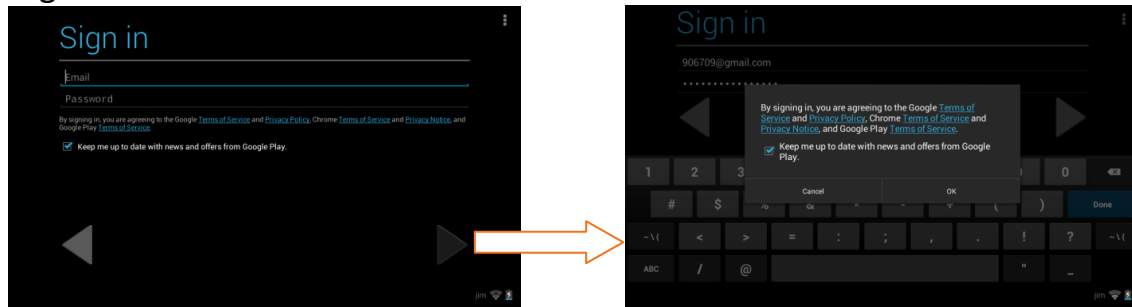 Sign in
Email
Password
By signing in, you are agreeing to the Google Terms of Service and Privacy Policy, Chrome Terms of Service and Privacy Notice, and
Google Play Terms of Service.
Keep me up to date with news and offers from Google Play.
jim
Sign in
906709@gmail.com
By signing in, you are agreeing to the Google Terms of
Service and Privacy Policy, Chrome Terms of Service and
Privacy Notice, and Google Play Terms of Service.
Keep me up to date with news and offers from Google
Play.
Cancel OK
1 2 3 0
# $ % & - + ( ) Done
~\{ < > = : ; , . ! ? ~\{
ABC / @ " _
jim